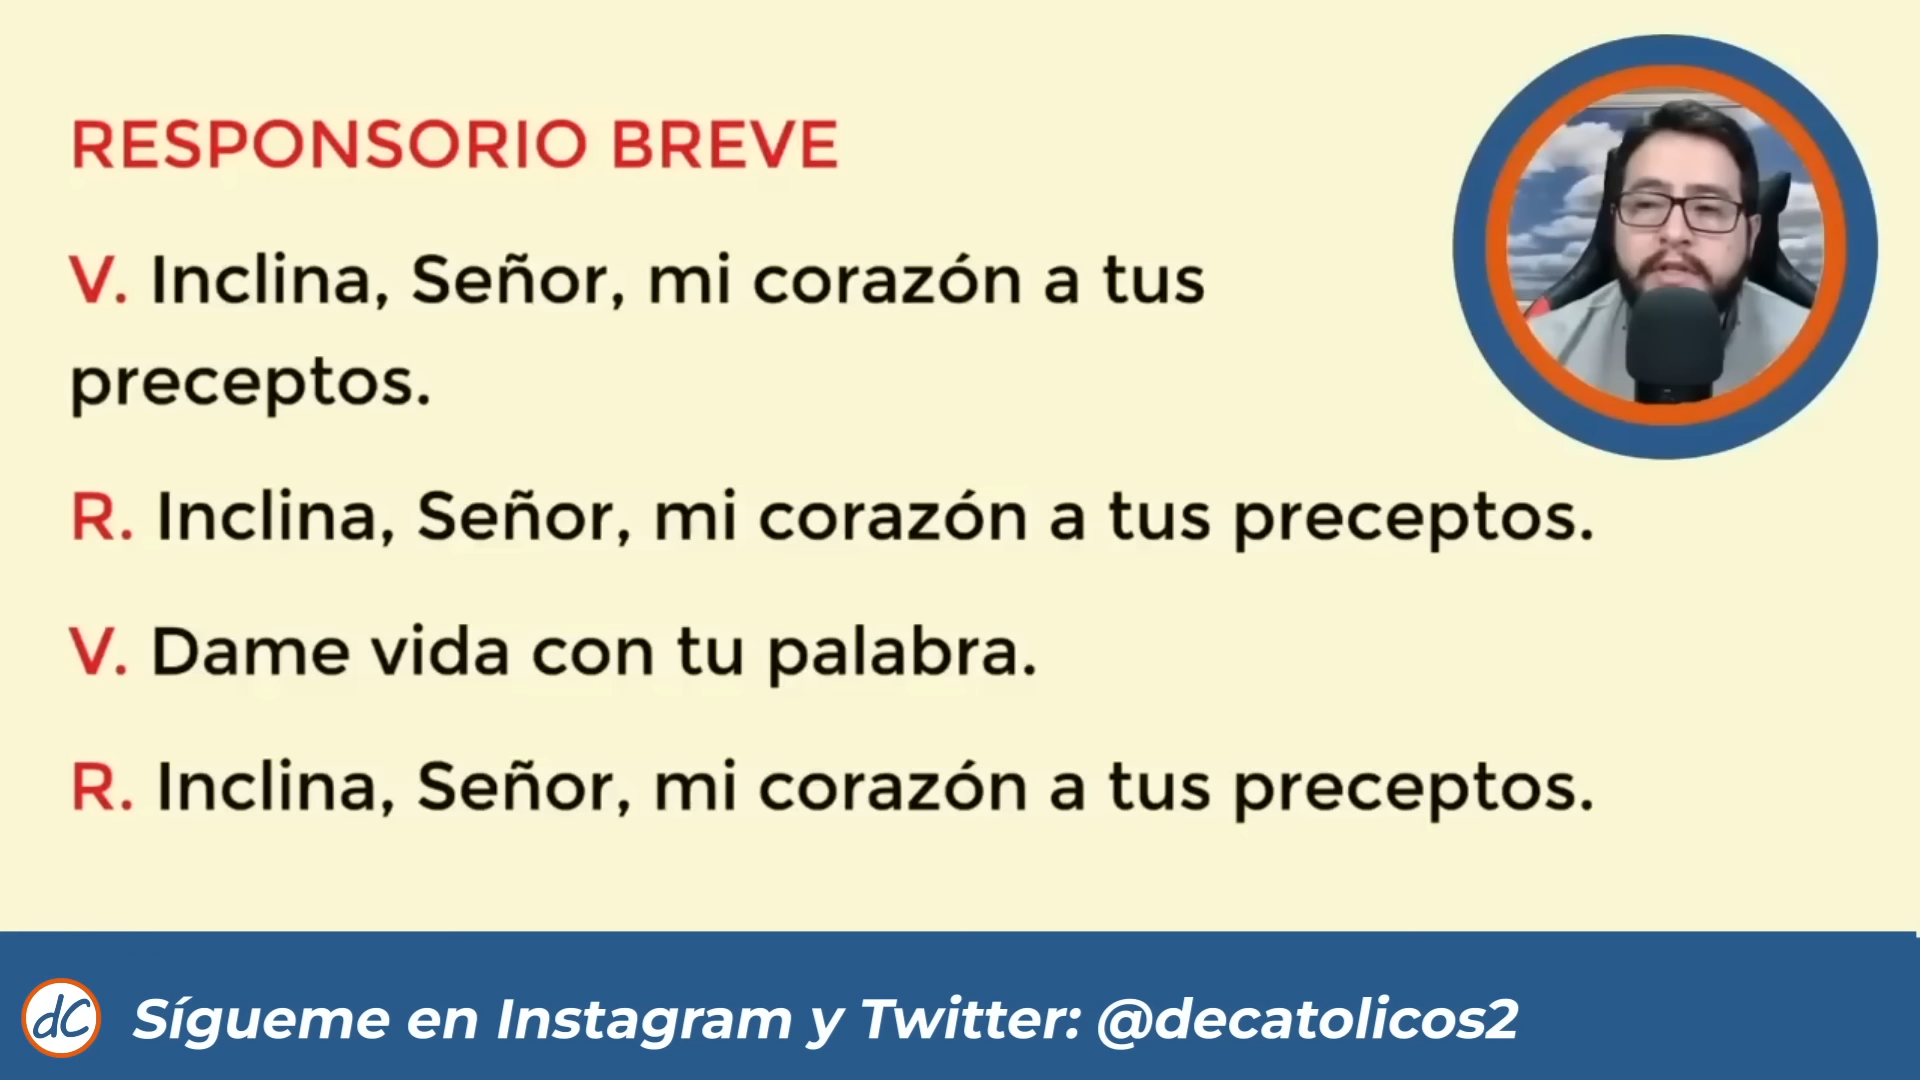 RESPONSORIO BREVE
V. Inclina, Señor, mi corazón a tus
preceptos.
R. Inclina, Señor, mi corazón a tus preceptos.
V. Dame vida con tu palabra.
R. Inclina, Señor, mi corazón a tus preceptos.
dC Sígueme en Instagram y Twitter: @decatolicos2